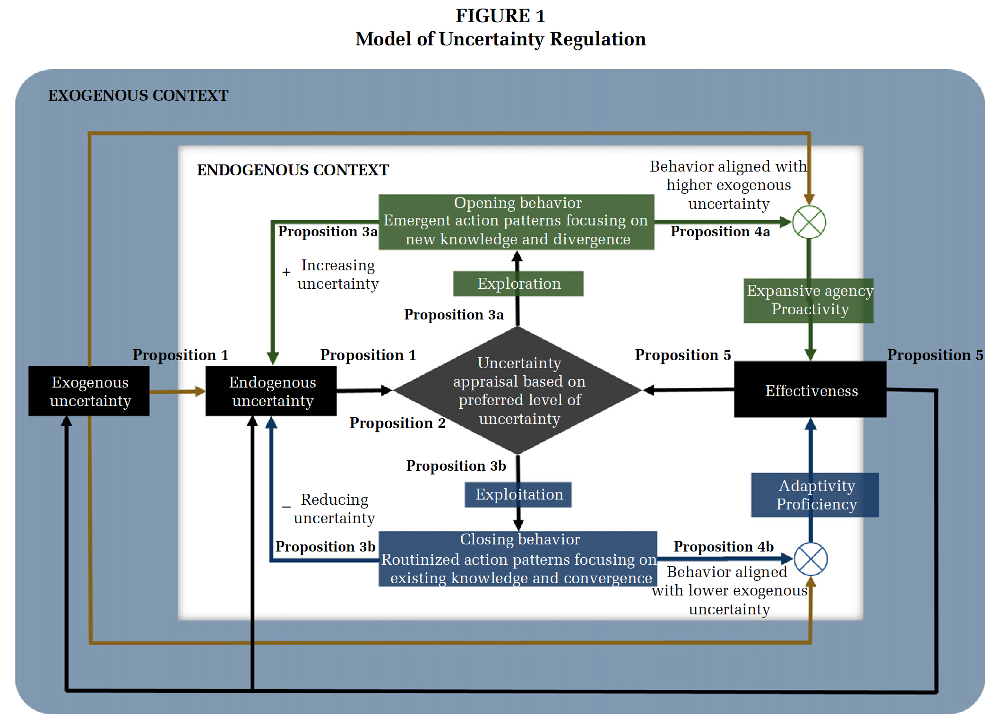 FIGURE 1
Model of Uncertainty Regulation
EXOGENOUS CONTEXT
ENDOGENOUS CONTEXT
Behavior aligned with
higher exogenous
uncertainty
Opening behavior
Emergent action patterns focusing on
new knowledge and divergence
Proposition 3a
Proposition 4a
+ Increasing
uncertainty
Exploration
Expansive agency
Proactivity
Proposition 3a
Proposition 1
Proposition 1
Proposition 5
Proposition 5
Exogenous
uncertainty
Endogenous
uncertainty
Uncertainty
appraisal based on
preferred level of
uncertainty
Effectiveness
Proposition 2
Proposition 3b
Exploitation
Adaptivity
Proficiency
– Reducing
uncertainty
Proposition 3b
Closing behavior
Routinized action patterns focusing on
existing knowledge and convergence
Proposition 4b
Behavior aligned
with lower exogenous
uncertainty